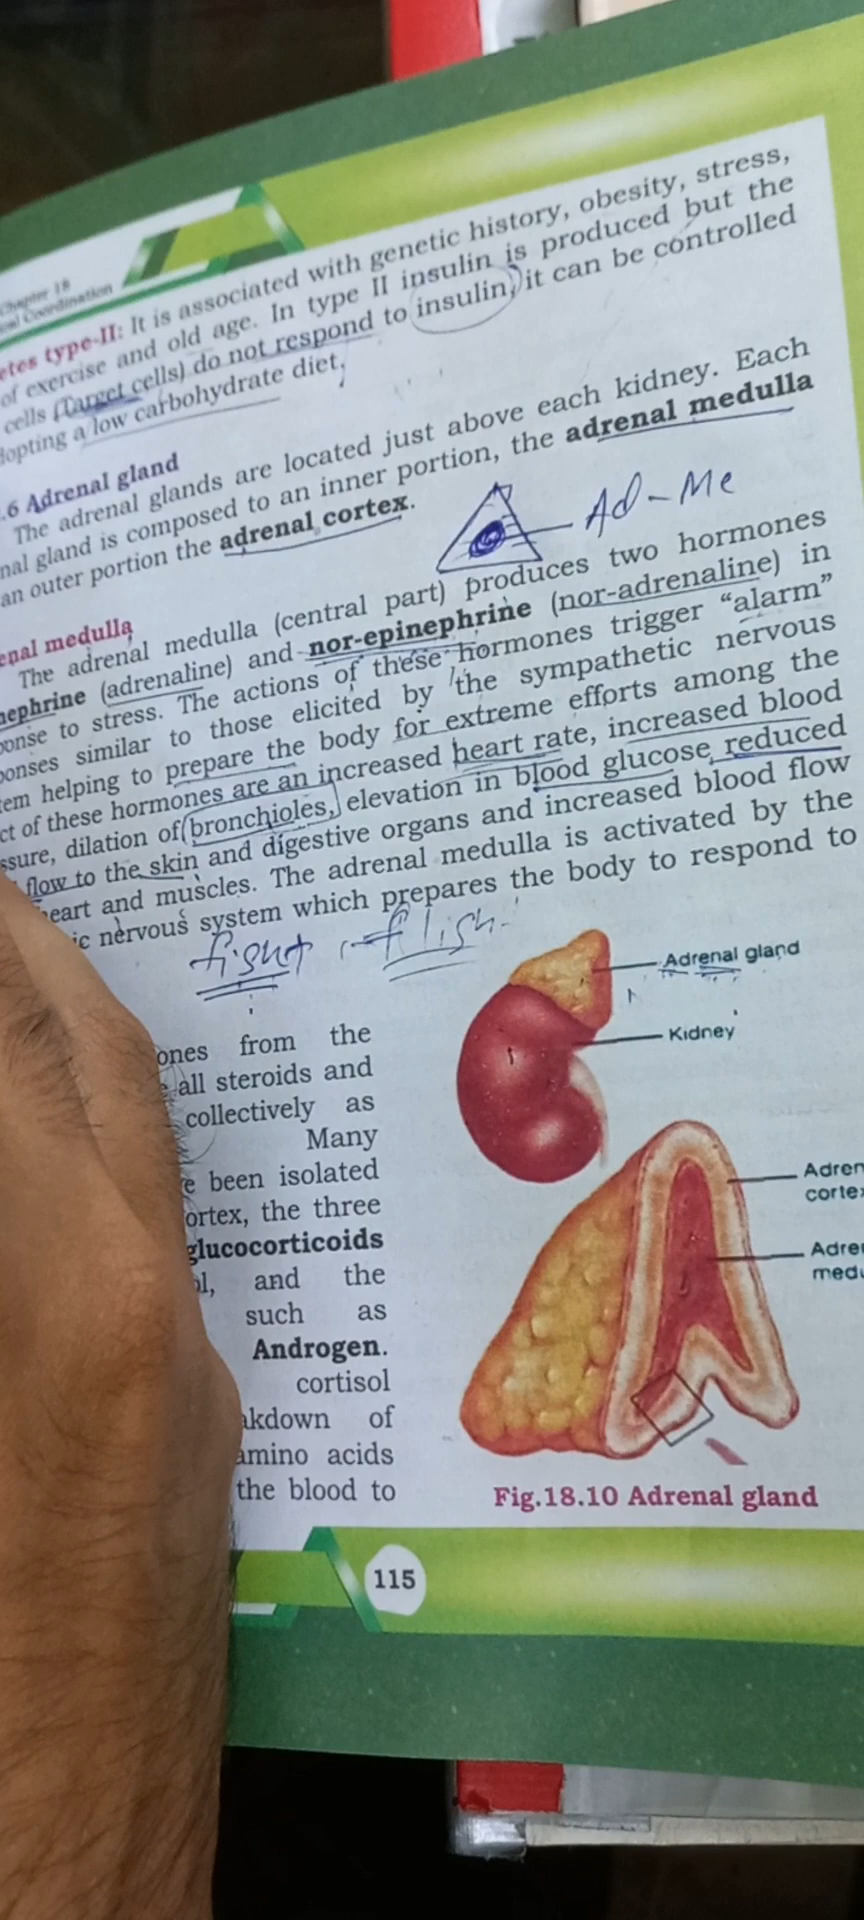 Chapter 18
Coordination
etes type-II: It is associated with genetic history, obesity, stress,
of exercise and old age. In type II insulin is produced but the
cells (Target cells) do not respond to insulin, it can be controlled
lopting a low carbohydrate diet.
.6 Adrenal gland
The adrenal glands are located just above each kidney. Each
nal gland is composed to an inner portion, the adrenal medulla
an outer portion the adrenal cortex.
Ad-Me
enal medulla
The adrenal medulla (central part) produces two hormones
nephrine (adrenaline) and nor-epinephrine (nor-adrenaline) in
ponse to stress. The actions of these hormones trigger “alarm”
ponses similar to those elicited by the sympathetic nervous
tem helping to prepare the body for extreme efforts among the
ct of these hormones are an increased heart rate, increased blood
ssure, dilation of bronchioles, elevation in blood glucose, reduced
flow to the skin and digestive organs and increased blood flow
heart and muscles. The adrenal medulla is activated by the
ic nervous system which prepares the body to respond to
fight
ones from the
all steroids and
collectively as
Many
e been isolated
ortex, the three
glucocorticoids
ol, and the
such as
Androgen.
cortisol
akdown of
amino acids
the blood to
Adrenal gland
Kidney
Adren
cortex
Adre
medu
Fig.18.10 Adrenal gland
115